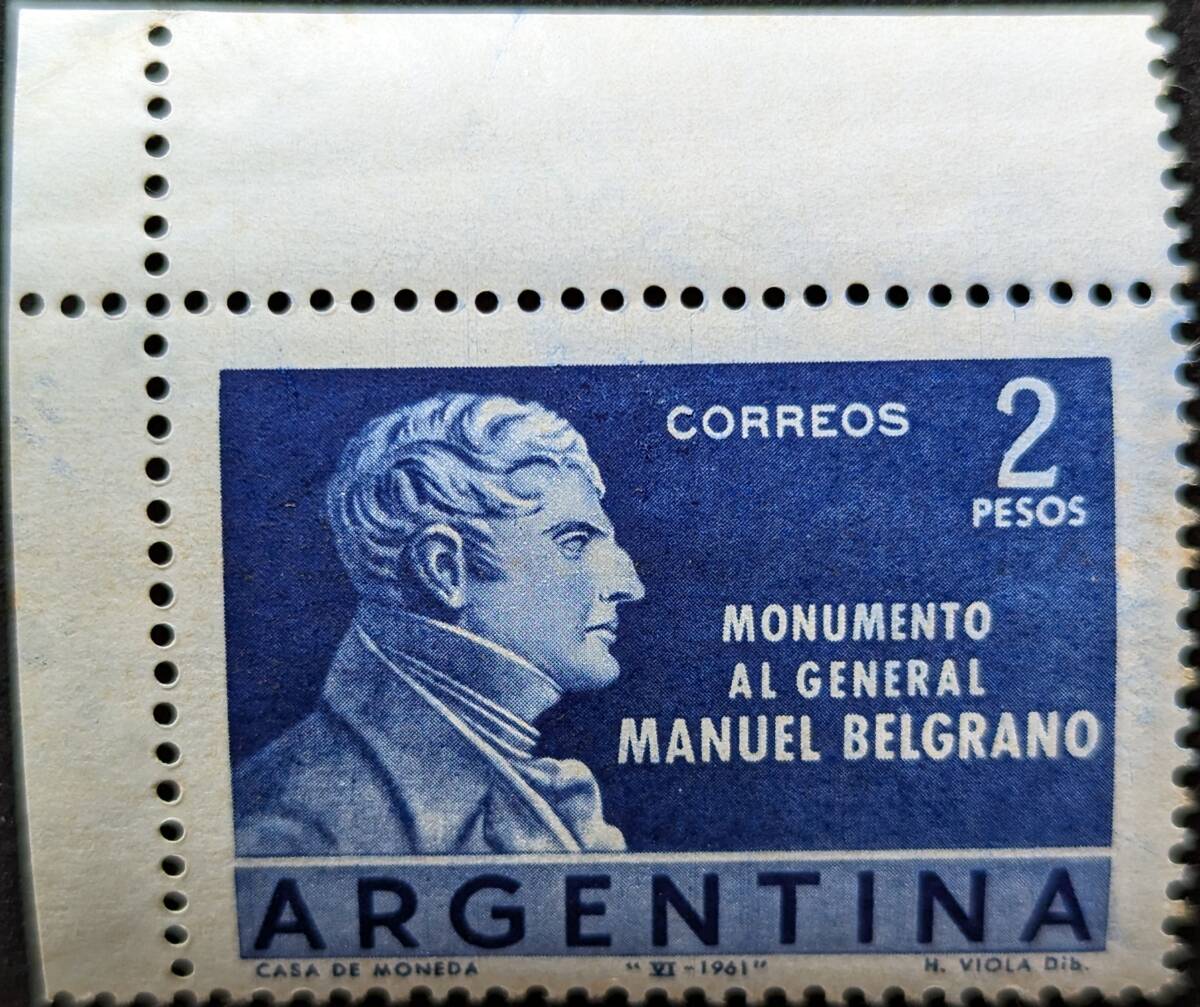 CORREOS
2
PESOS
MONUMENTO
AL GENERAL
MANUEL BELGRANO
ARGENTINA
CASA DE MONEDA "VI-1961" H. VIOLA Dib.